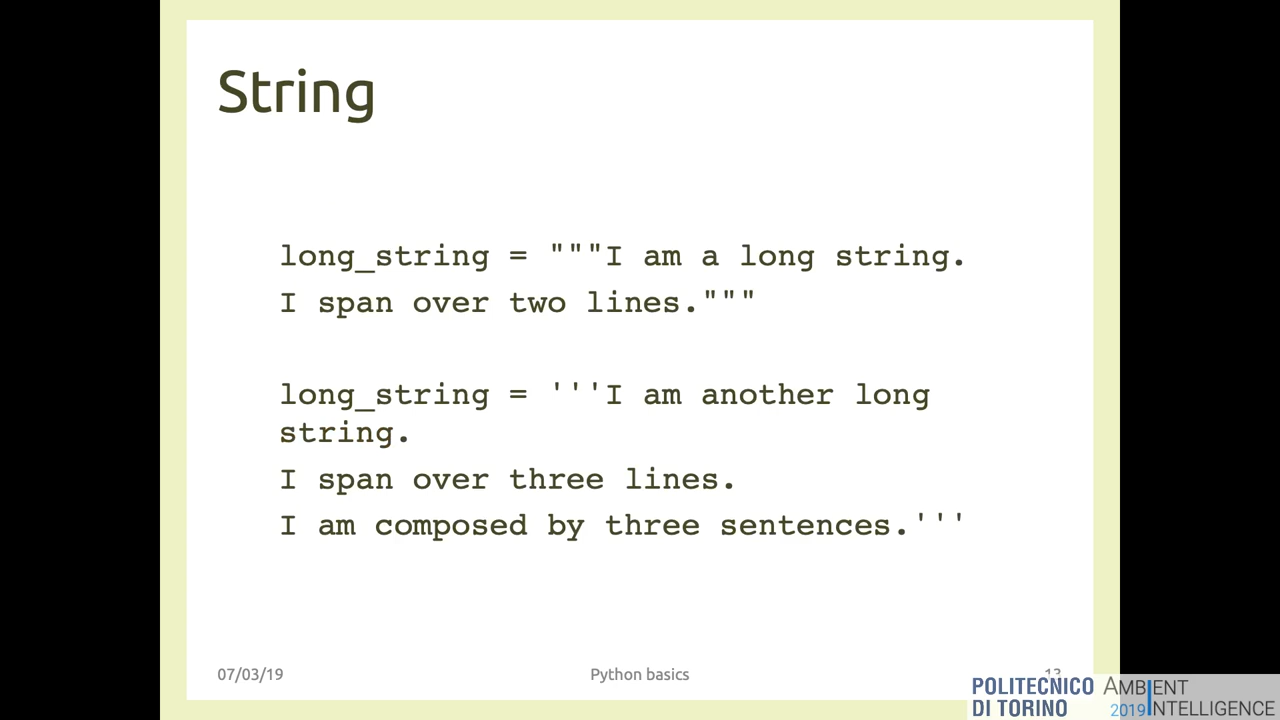 String
long_string = """I am a long string.
I span over two lines."""
long_string = '''I am another long
string.
I span over three lines.
I am composed by three sentences.'''
07/03/19
Python basics
13
POLITECNICO
DI TORINO
AMBIENT
2019 INTELLIGENCE